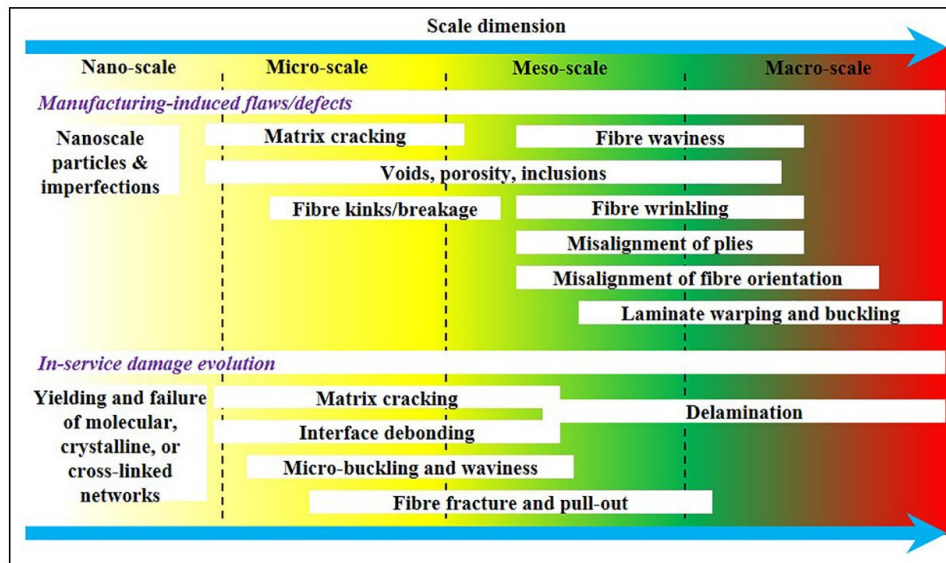 Scale dimension
Nano-scale
Micro-scale
Meso-scale
Macro-scale
Manufacturing-induced flaws/defects
Nanoscale
particles &
imperfections
Matrix cracking
Fibre waviness
Voids, porosity, inclusions
Fibre kinks/breakage
Fibre wrinkling
Misalignment of plies
Misalignment of fibre orientation
Laminate warping and buckling
In-service damage evolution
Yielding and failure
of molecular,
crystalline, or
cross-linked
networks
Matrix cracking
Delamination
Interface debonding
Micro-buckling and waviness
Fibre fracture and pull-out